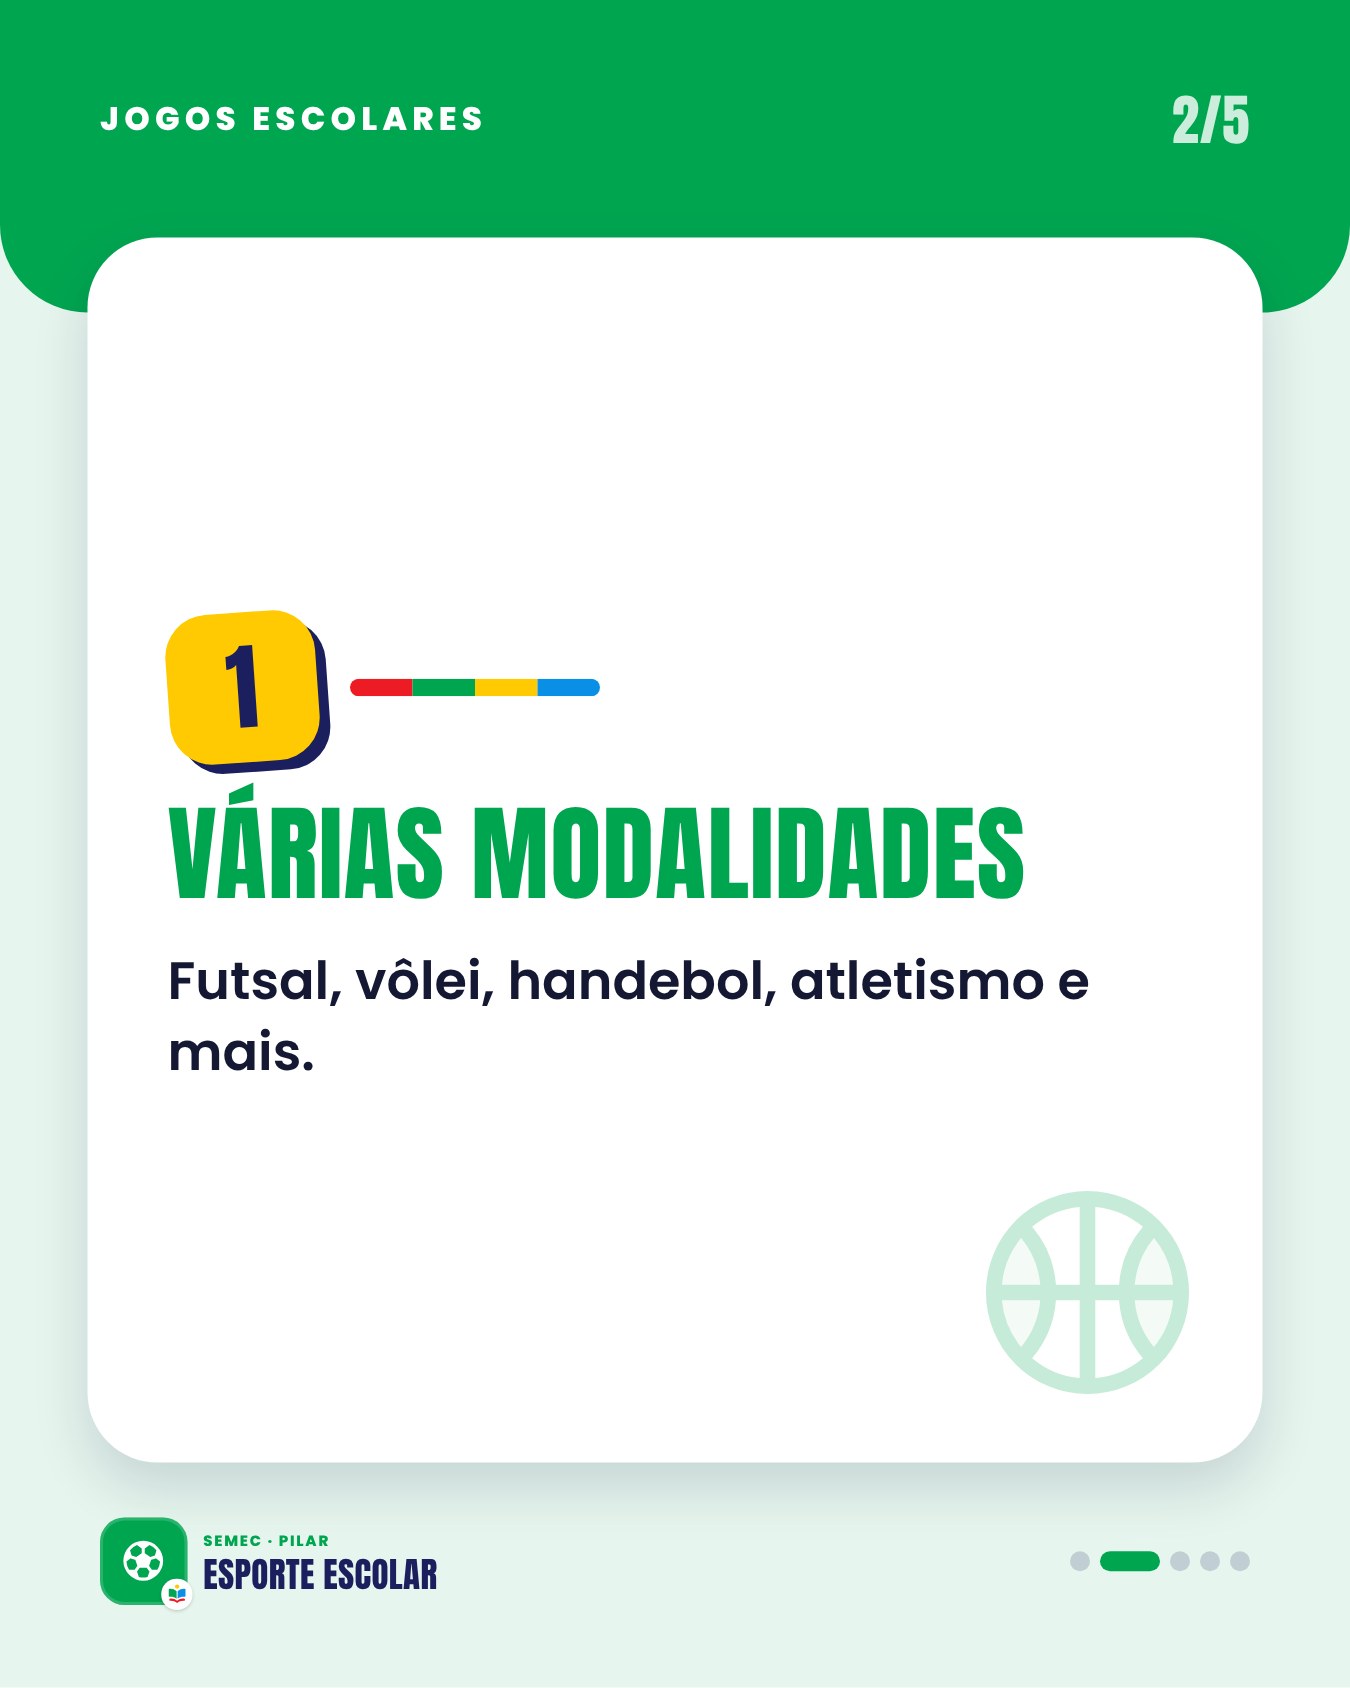 JOGOS ESCOLARES
2/5
1
VÁRIAS MODALIDADES
Futsal, vôlei, handebol, atletismo e
mais.
SEMEC · PILAR
ESPORTE ESCOLAR